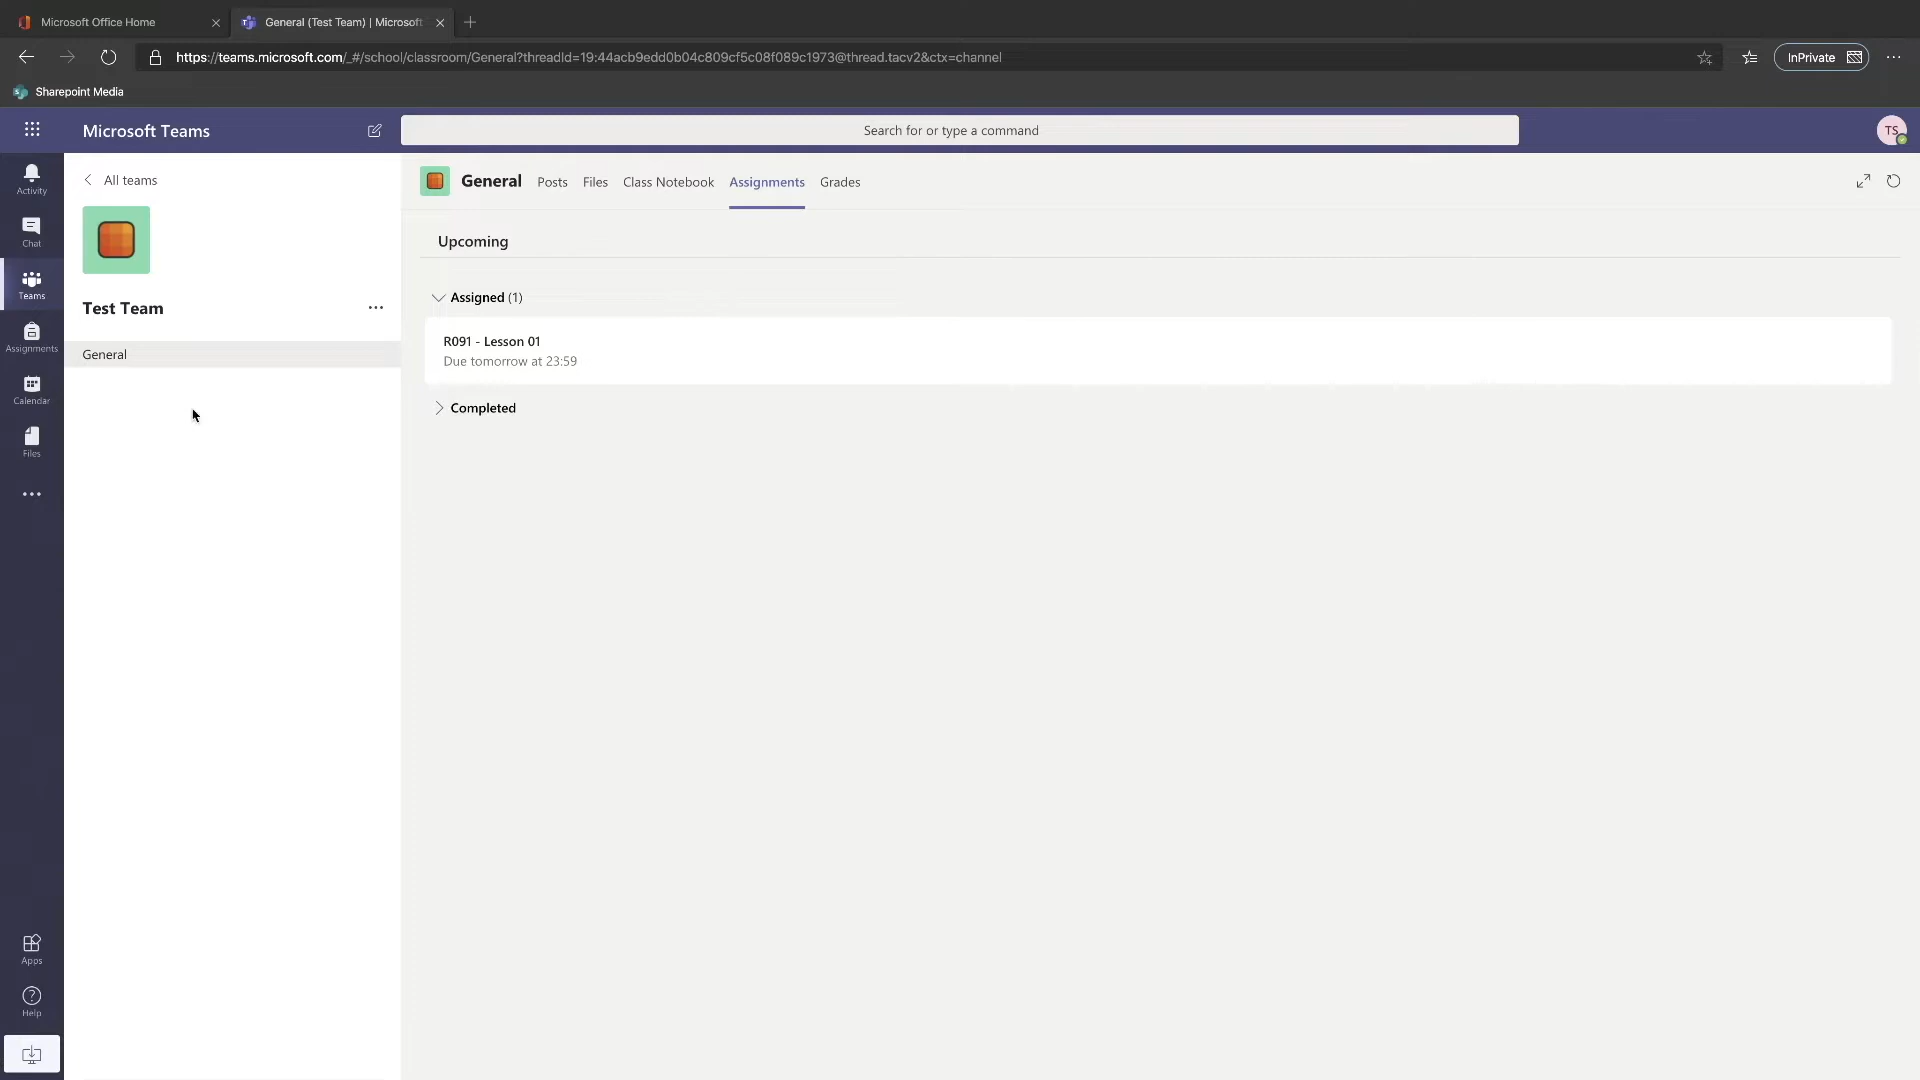 Microsoft Office Home
General (Test Team) | Microsoft
https://teams.microsoft.com/_#/school/classroom/General?threadId=19:44acb9edd0b04c809cf5c08f089c1973@thread.tacv2&ctx=channel
InPrivate
Sharepoint Media
Microsoft Teams
Search for or type a command
TS
Activity
Chat
Teams
Assignments
Calendar
Files
Apps
Help
All teams
Test Team
General
General
Posts
Files
Class Notebook
Assignments
Grades
Upcoming
Assigned (1)
R091 - Lesson 01
Due tomorrow at 23:59
Completed